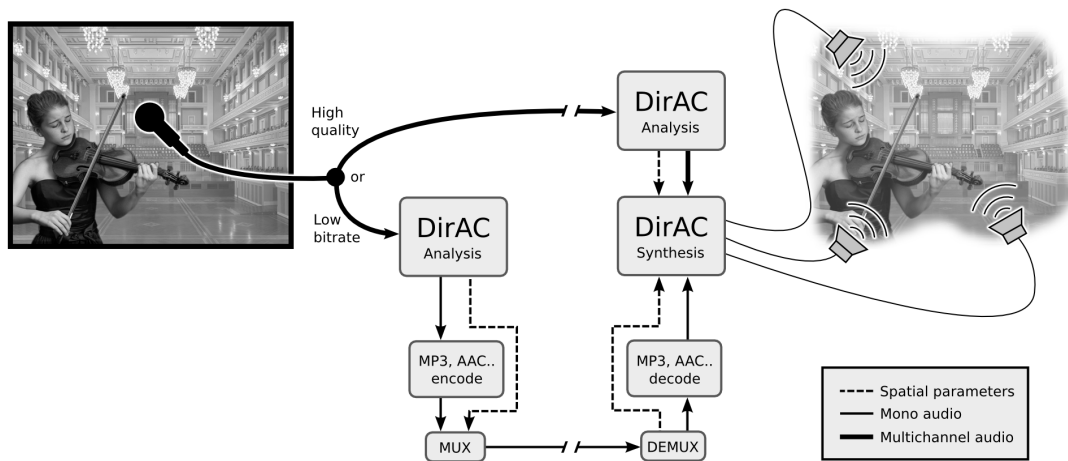 High
quality
or
Low
bitrate
DirAC
Analysis
DirAC
Analysis
DirAC
Synthesis
MP3, AAC..
encode
MP3, AAC..
decode
MUX
DEMUX
Spatial parameters
Mono audio
Multichannel audio